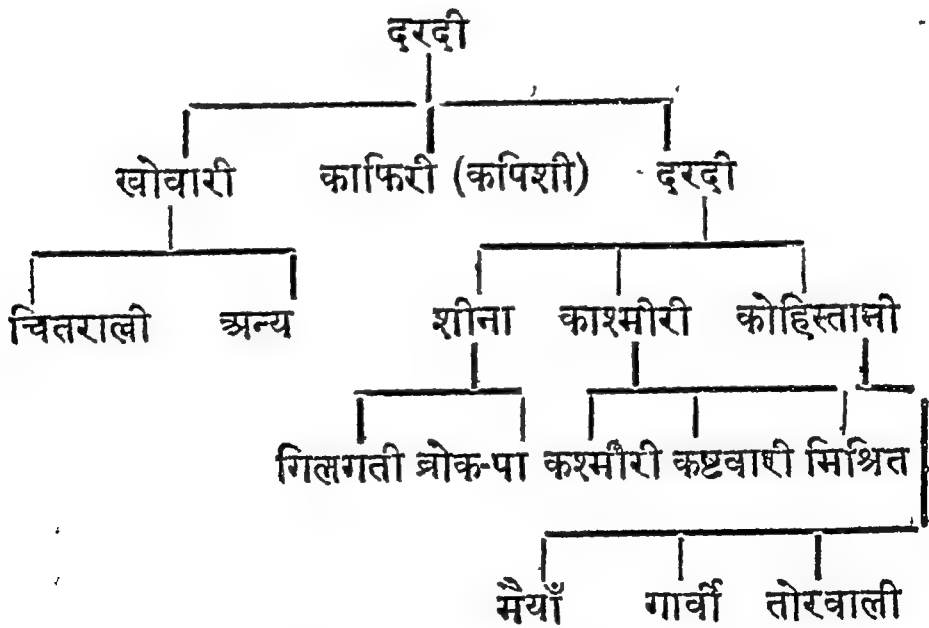 दरदी
खोवारी काफिरी (कपिशी) दरदी
चितराली अन्य शीना काश्मीरी कोहिस्तानी
गिलगती ब्रोक-पा कश्मीरी कष्टवारी मिश्रित
मैयाँ गार्वी तोरवाली